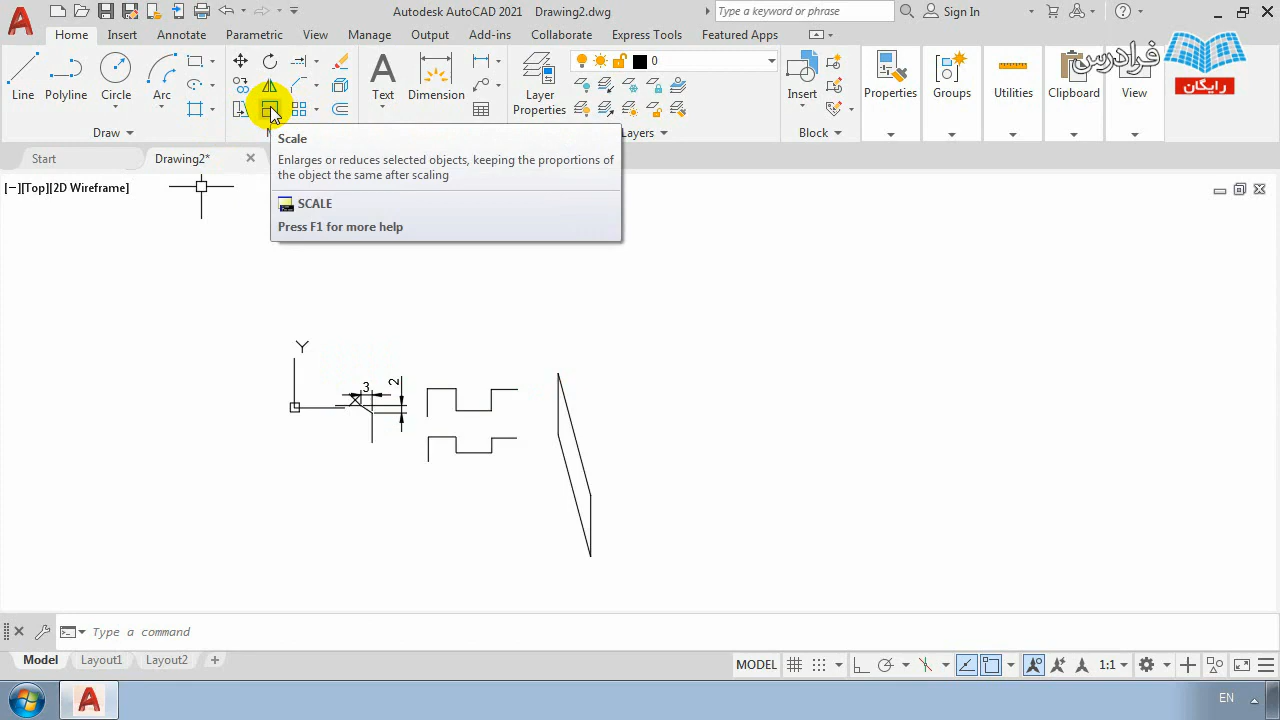 Autodesk AutoCAD 2021 Drawing2.dwg
Type a keyword or phrase
Sign In
Home Insert Annotate Parametric View Manage Output Add-ins Collaborate Express Tools Featured Apps
فرادرس
رایگان
0
Line Polyline Circle Arc Text Dimension Layer Properties Insert Properties Groups Utilities Clipboard View
Draw Layers Block
Start Drawing2*
Scale
Enlarges or reduces selected objects, keeping the proportions of
the object the same after scaling
SCALE
Press F1 for more help
[−][Top][2D Wireframe]
Y
X
3
2
Type a command
Model Layout1 Layout2 +
MODEL 1:1
EN